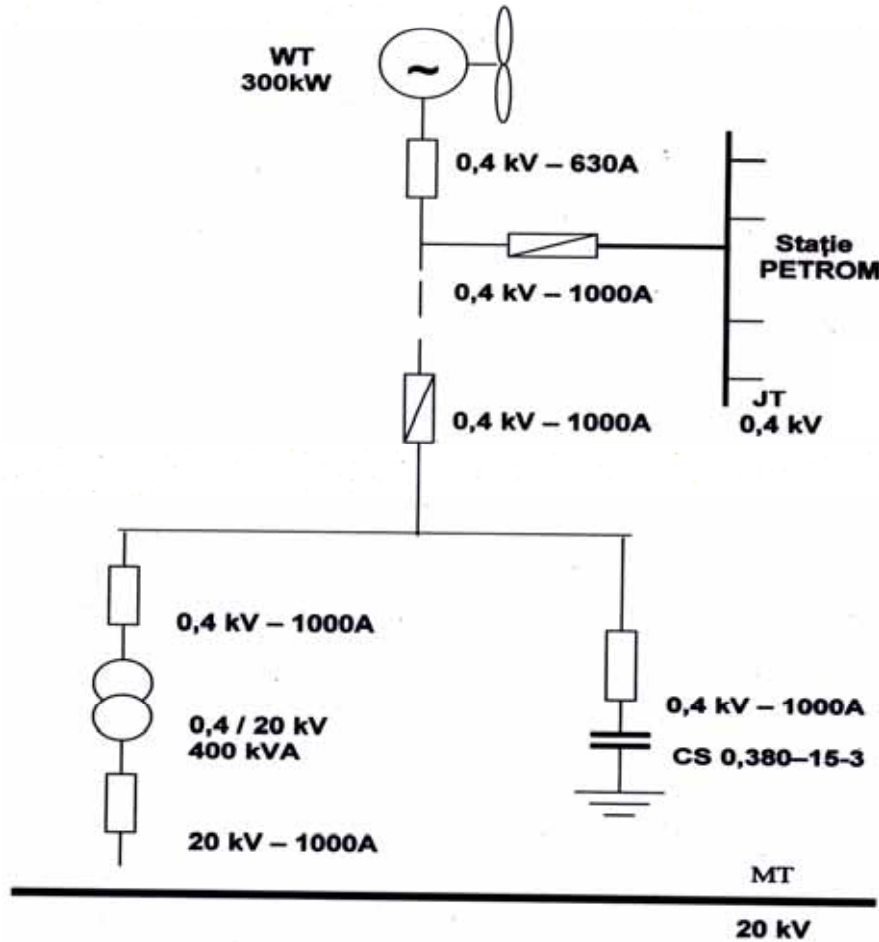 WT
300kW
~
0,4 kV – 630A
Staţie
PETROM
0,4 kV – 1000A
JT
0,4 kV
0,4 kV – 1000A
0,4 kV – 1000A
0,4 / 20 kV
400 kVA
0,4 kV – 1000A
CS 0,380–15-3
20 kV – 1000A
MT
20 kV